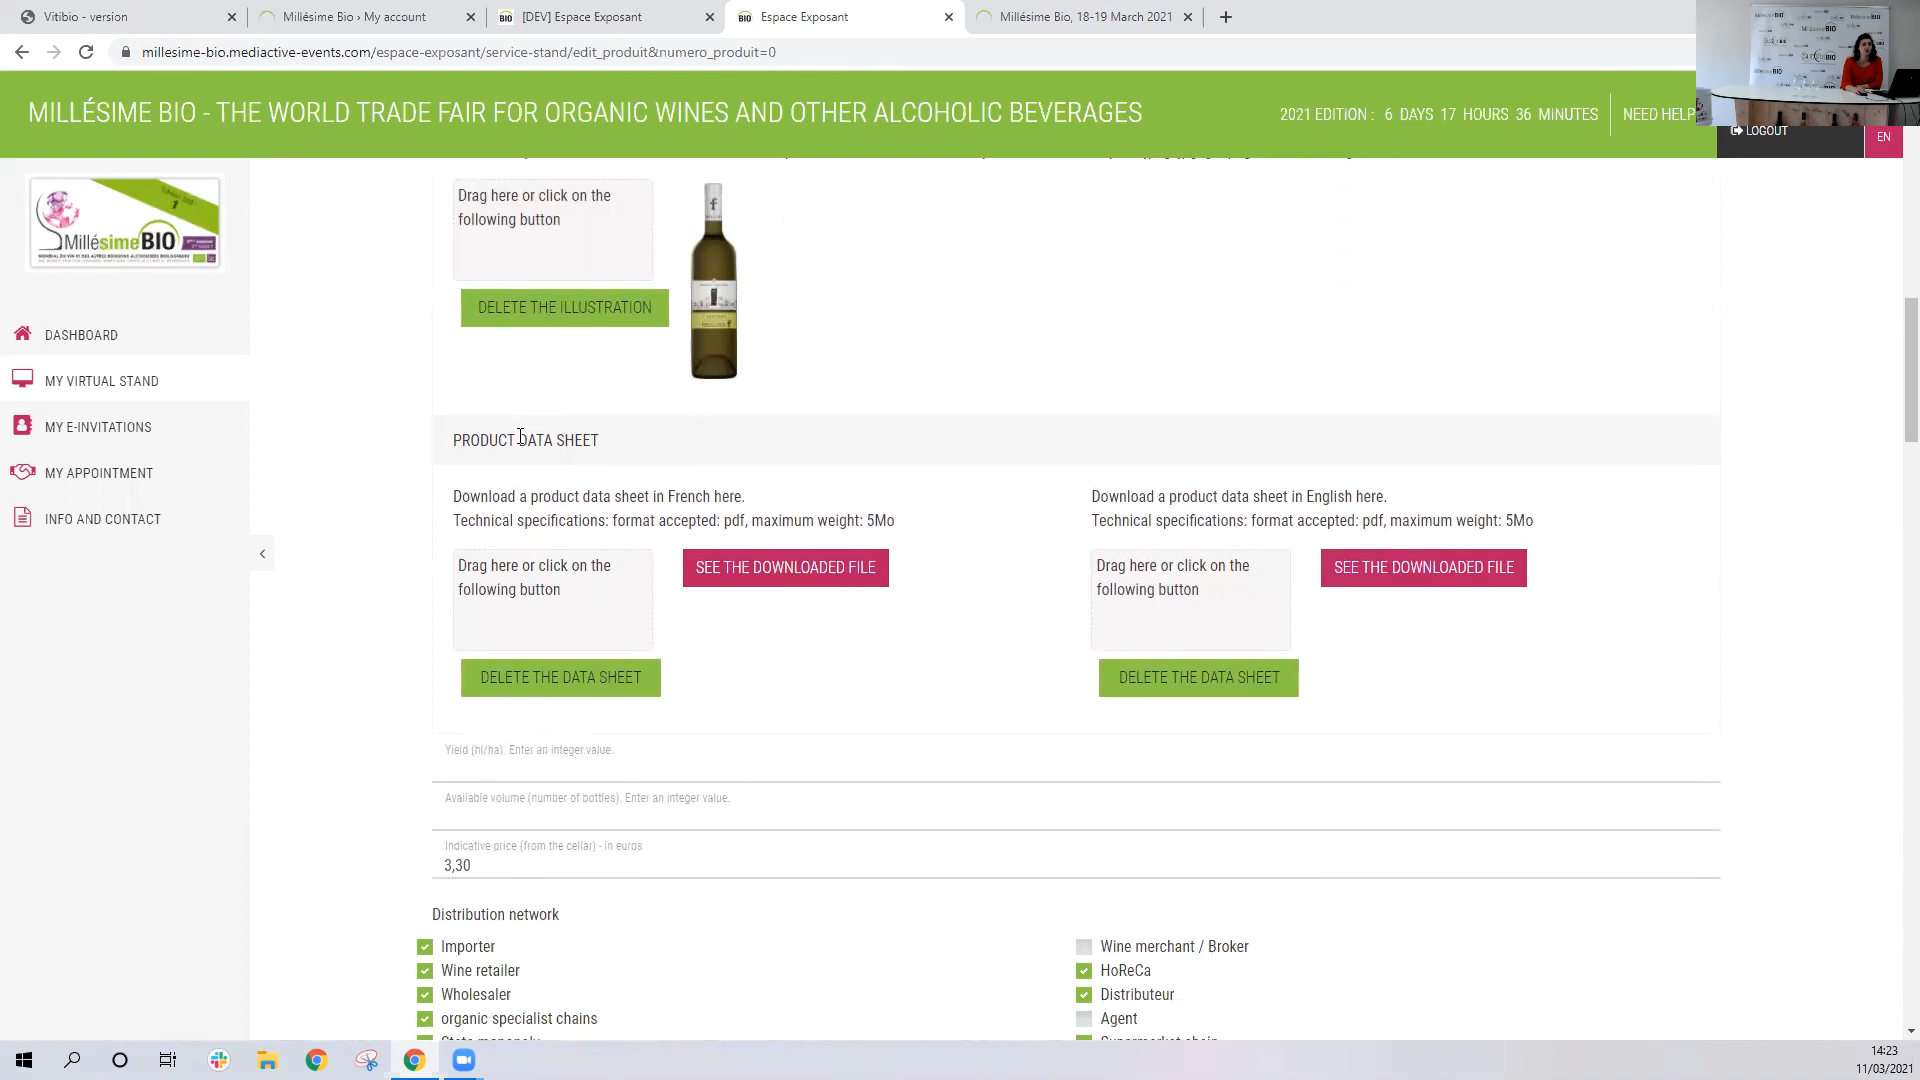 Vitibio - version
Millésime Bio › My account
[DEV] Espace Exposant
Espace Exposant
Millésime Bio, 18-19 March 2021
millesime-bio.mediactive-events.com/espace-exposant/service-stand/edit_produit&numero_produit=0
MILLÉSIME BIO - THE WORLD TRADE FAIR FOR ORGANIC WINES AND OTHER ALCOHOLIC BEVERAGES
2021 EDITION : 6 DAYS 17 HOURS 36 MINUTES
NEED HELP
LOGOUT
EN
MillésimeBIO
DASHBOARD
MY VIRTUAL STAND
MY E-INVITATIONS
MY APPOINTMENT
INFO AND CONTACT
Drag here or click on the
following button
DELETE THE ILLUSTRATION
PRODUCT DATA SHEET
Download a product data sheet in French here.
Technical specifications: format accepted: pdf, maximum weight: 5Mo
Drag here or click on the
following button
SEE THE DOWNLOADED FILE
DELETE THE DATA SHEET
Download a product data sheet in English here.
Technical specifications: format accepted: pdf, maximum weight: 5Mo
Drag here or click on the
following button
SEE THE DOWNLOADED FILE
DELETE THE DATA SHEET
Yield (hl/ha). Enter an integer value.
Available volume (number of bottles). Enter an integer value.
Indicative price (from the cellar) - in euros
3,30
Distribution network
Importer
Wine retailer
Wholesaler
organic specialist chains
Wine merchant / Broker
HoReCa
Distributeur
Agent
14:23
11/03/2021